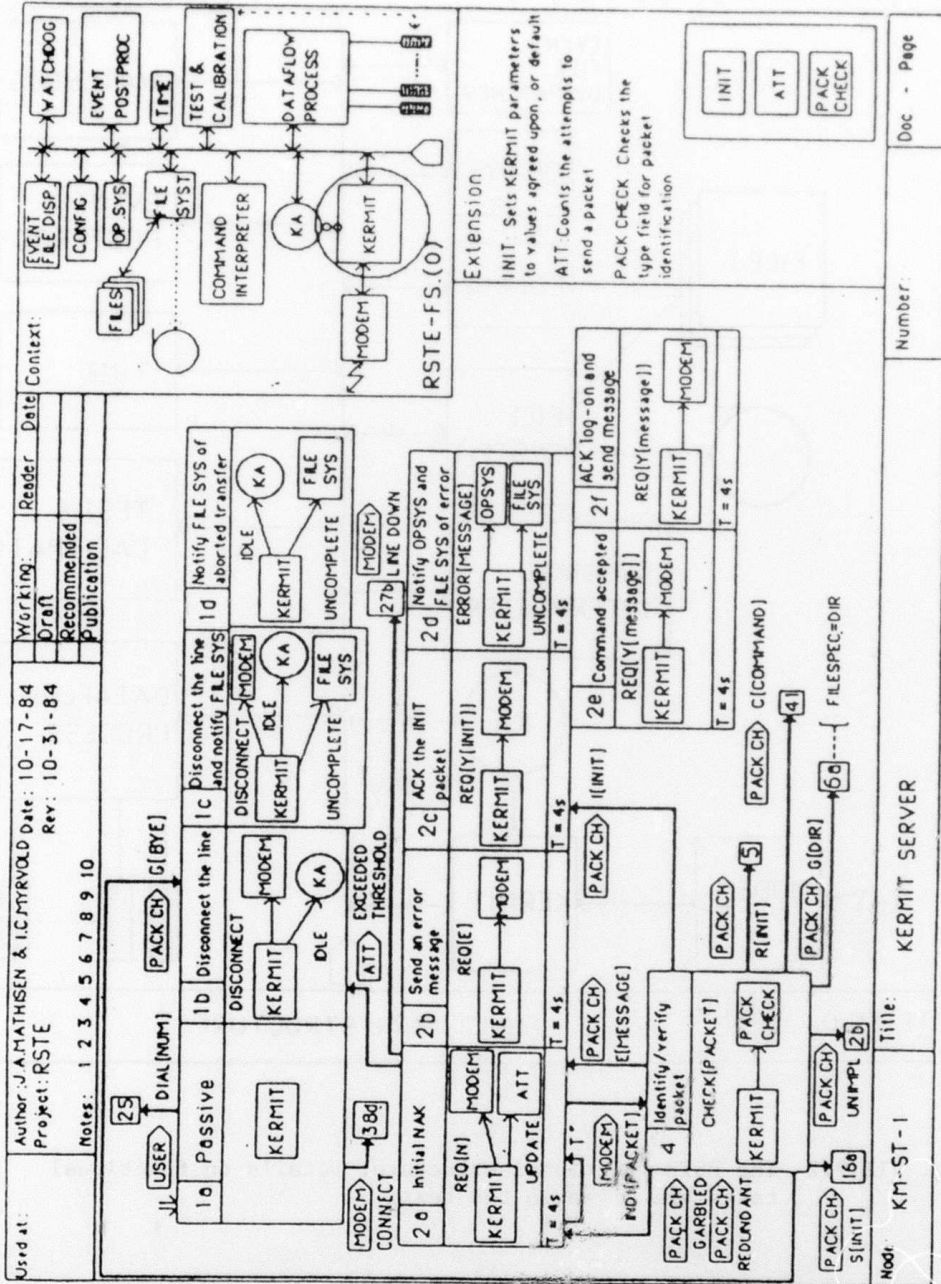 Used at:
Author: J.A.MATHISEN & I.C.MYRVOLD
Date: 10-17-84
Project: RSTE
Rev: 10-31-84
Notes: 1 2 3 4 5 6 7 8 9 10
Working:
Draft
Recommended
Publication
Reader
Date
Context:
EVENT
FILE DISP
WATCHDOG
CONFIG
EVENT
POSTPROC
OP.SYS
TIME
FILES
FILE
SYST
TEST &
CALIBRATION
COMMAND
INTERPRETER
DATAFLOW
PROCESS
KA
MODEM
KERMIT
RSTE-FS.(0)
Extension
INIT: Sets KERMIT parameters
to values agreed upon, or default
ATT:Counts the attempts to
send a packet
PACK CHECK. Checks the
type field for packet
identification
INIT
ATT
PACK
CHECK
25
USER
DIAL[NUM]
PACK CH
G[BYE]
1a
Passive
KERMIT
1b
Disconnect the line
DISCONNECT
KERMIT
MODEM
IDLE
KA
1c
Disconnect the line
and notify FILE SYS
DISCONNECT
MODEM
KERMIT
IDLE
KA
UNCOMPLETE
FILE
SYS
1d
Notify FILE SYS of
aborted transfer
IDLE
KA
KERMIT
UNCOMPLETE
FILE
SYS
MODEM
CONNECT
38d
ATT
EXCEEDED
THRESHOLD
27b
MODEM
LINE DOWN
2a
Initial NAK
REQ[N]
MODEM
KERMIT
ATT
UPDATE
T = 4s
2b
Send an error
message
REQ[E]
KERMIT
MODEM
T = 4s
2c
ACK the INIT
packet
REQ[Y[INIT]]
KERMIT
MODEM
T = 4s
2d
Notify OPSYS and
FILE SYS of error
ERROR[MESSAGE]
KERMIT
OPSYS
FILE
SYS
UNCOMPLETE
T = 4s
2e
Command accepted
REQ[Y[message]]
KERMIT
MODEM
T = 4s
2f
ACK log-on and
send message
REQ[Y[message]]
KERMIT
MODEM
T = 4s
"T"
MODEM
IND[PACKET]
PACK CH
E[MESSAGE]
PACK CH
I[INIT]
PACK CH
GARBLED
PACK CH
REDUNDANT
4
Identify/verify
packet
CHECK[PACKET]
KERMIT
PACK
CHECK
PACK CH
R[INIT]
5
PACK CH
C[COMMAND]
41
PACK CH
G[DIR]
6a
FILESPEC=DIR
PACK CH
S[INIT]
16a
PACK CH
UNIMPL
2b
Node:
KM-ST-1
Title:
KERMIT SERVER
Number:
Doc - Page